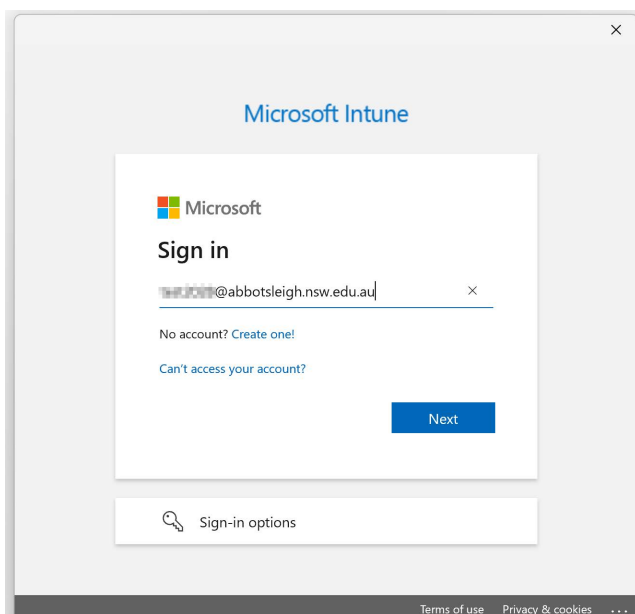 Microsoft Intune
Microsoft
Sign in
@abbotsleigh.nsw.edu.au
No account? Create one!
Can't access your account?
Next
Sign-in options
Terms of use Privacy & cookies ...